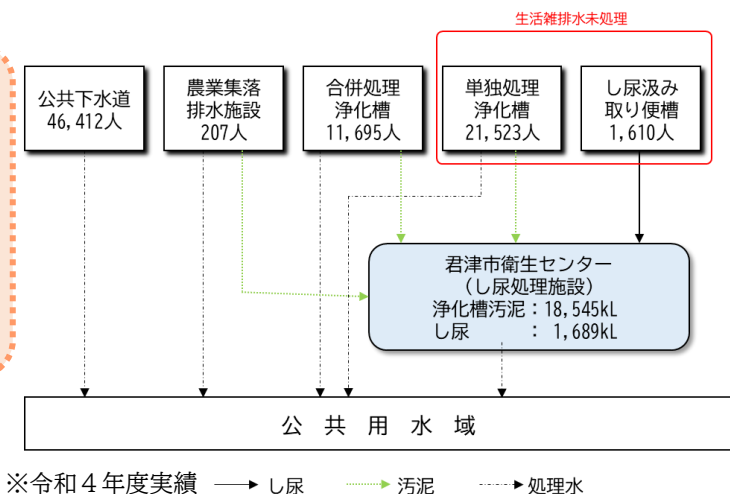 生活雑排水未処理
公共下水道
46,412人
農業集落
排水施設
207人
合併処理
浄化槽
11,695人
単独処理
浄化槽
21,523人
し尿汲み
取り便槽
1,610人
君津市衛生センター
（し尿処理施設）
浄化槽汚泥：18,545kL
し尿　　　： 1,689kL
公　共　用　水　域
※令和４年度実績　し尿　汚泥　処理水